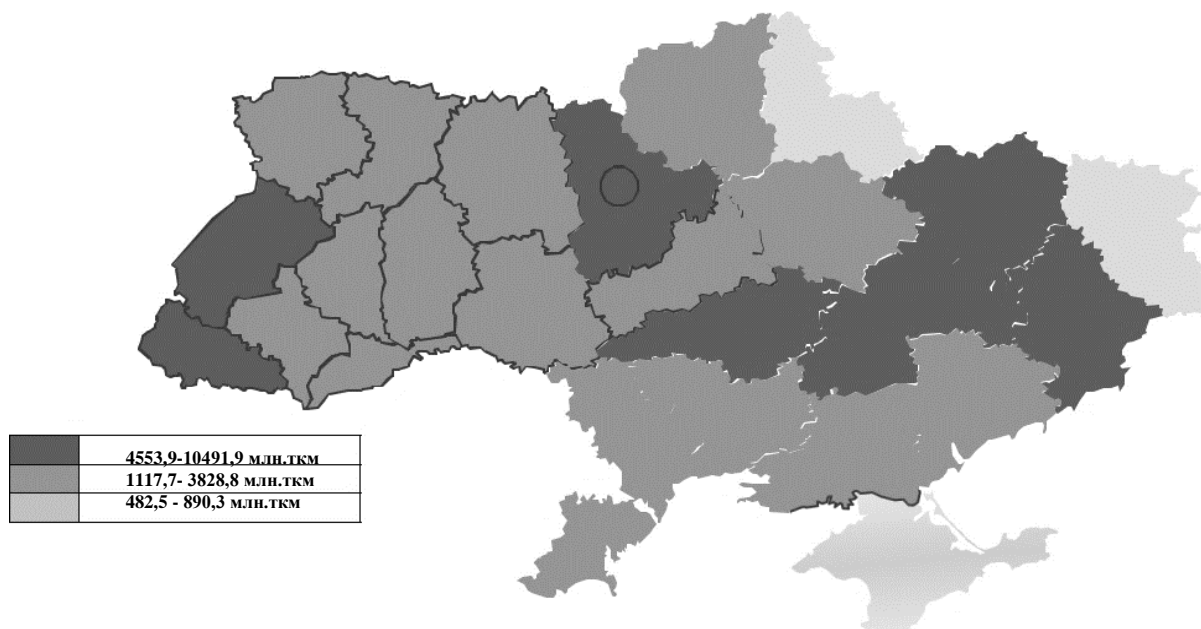 4553,9-10491,9 млн.ткм
1117,7- 3828,8 млн.ткм
482,5 - 890,3 млн.ткм